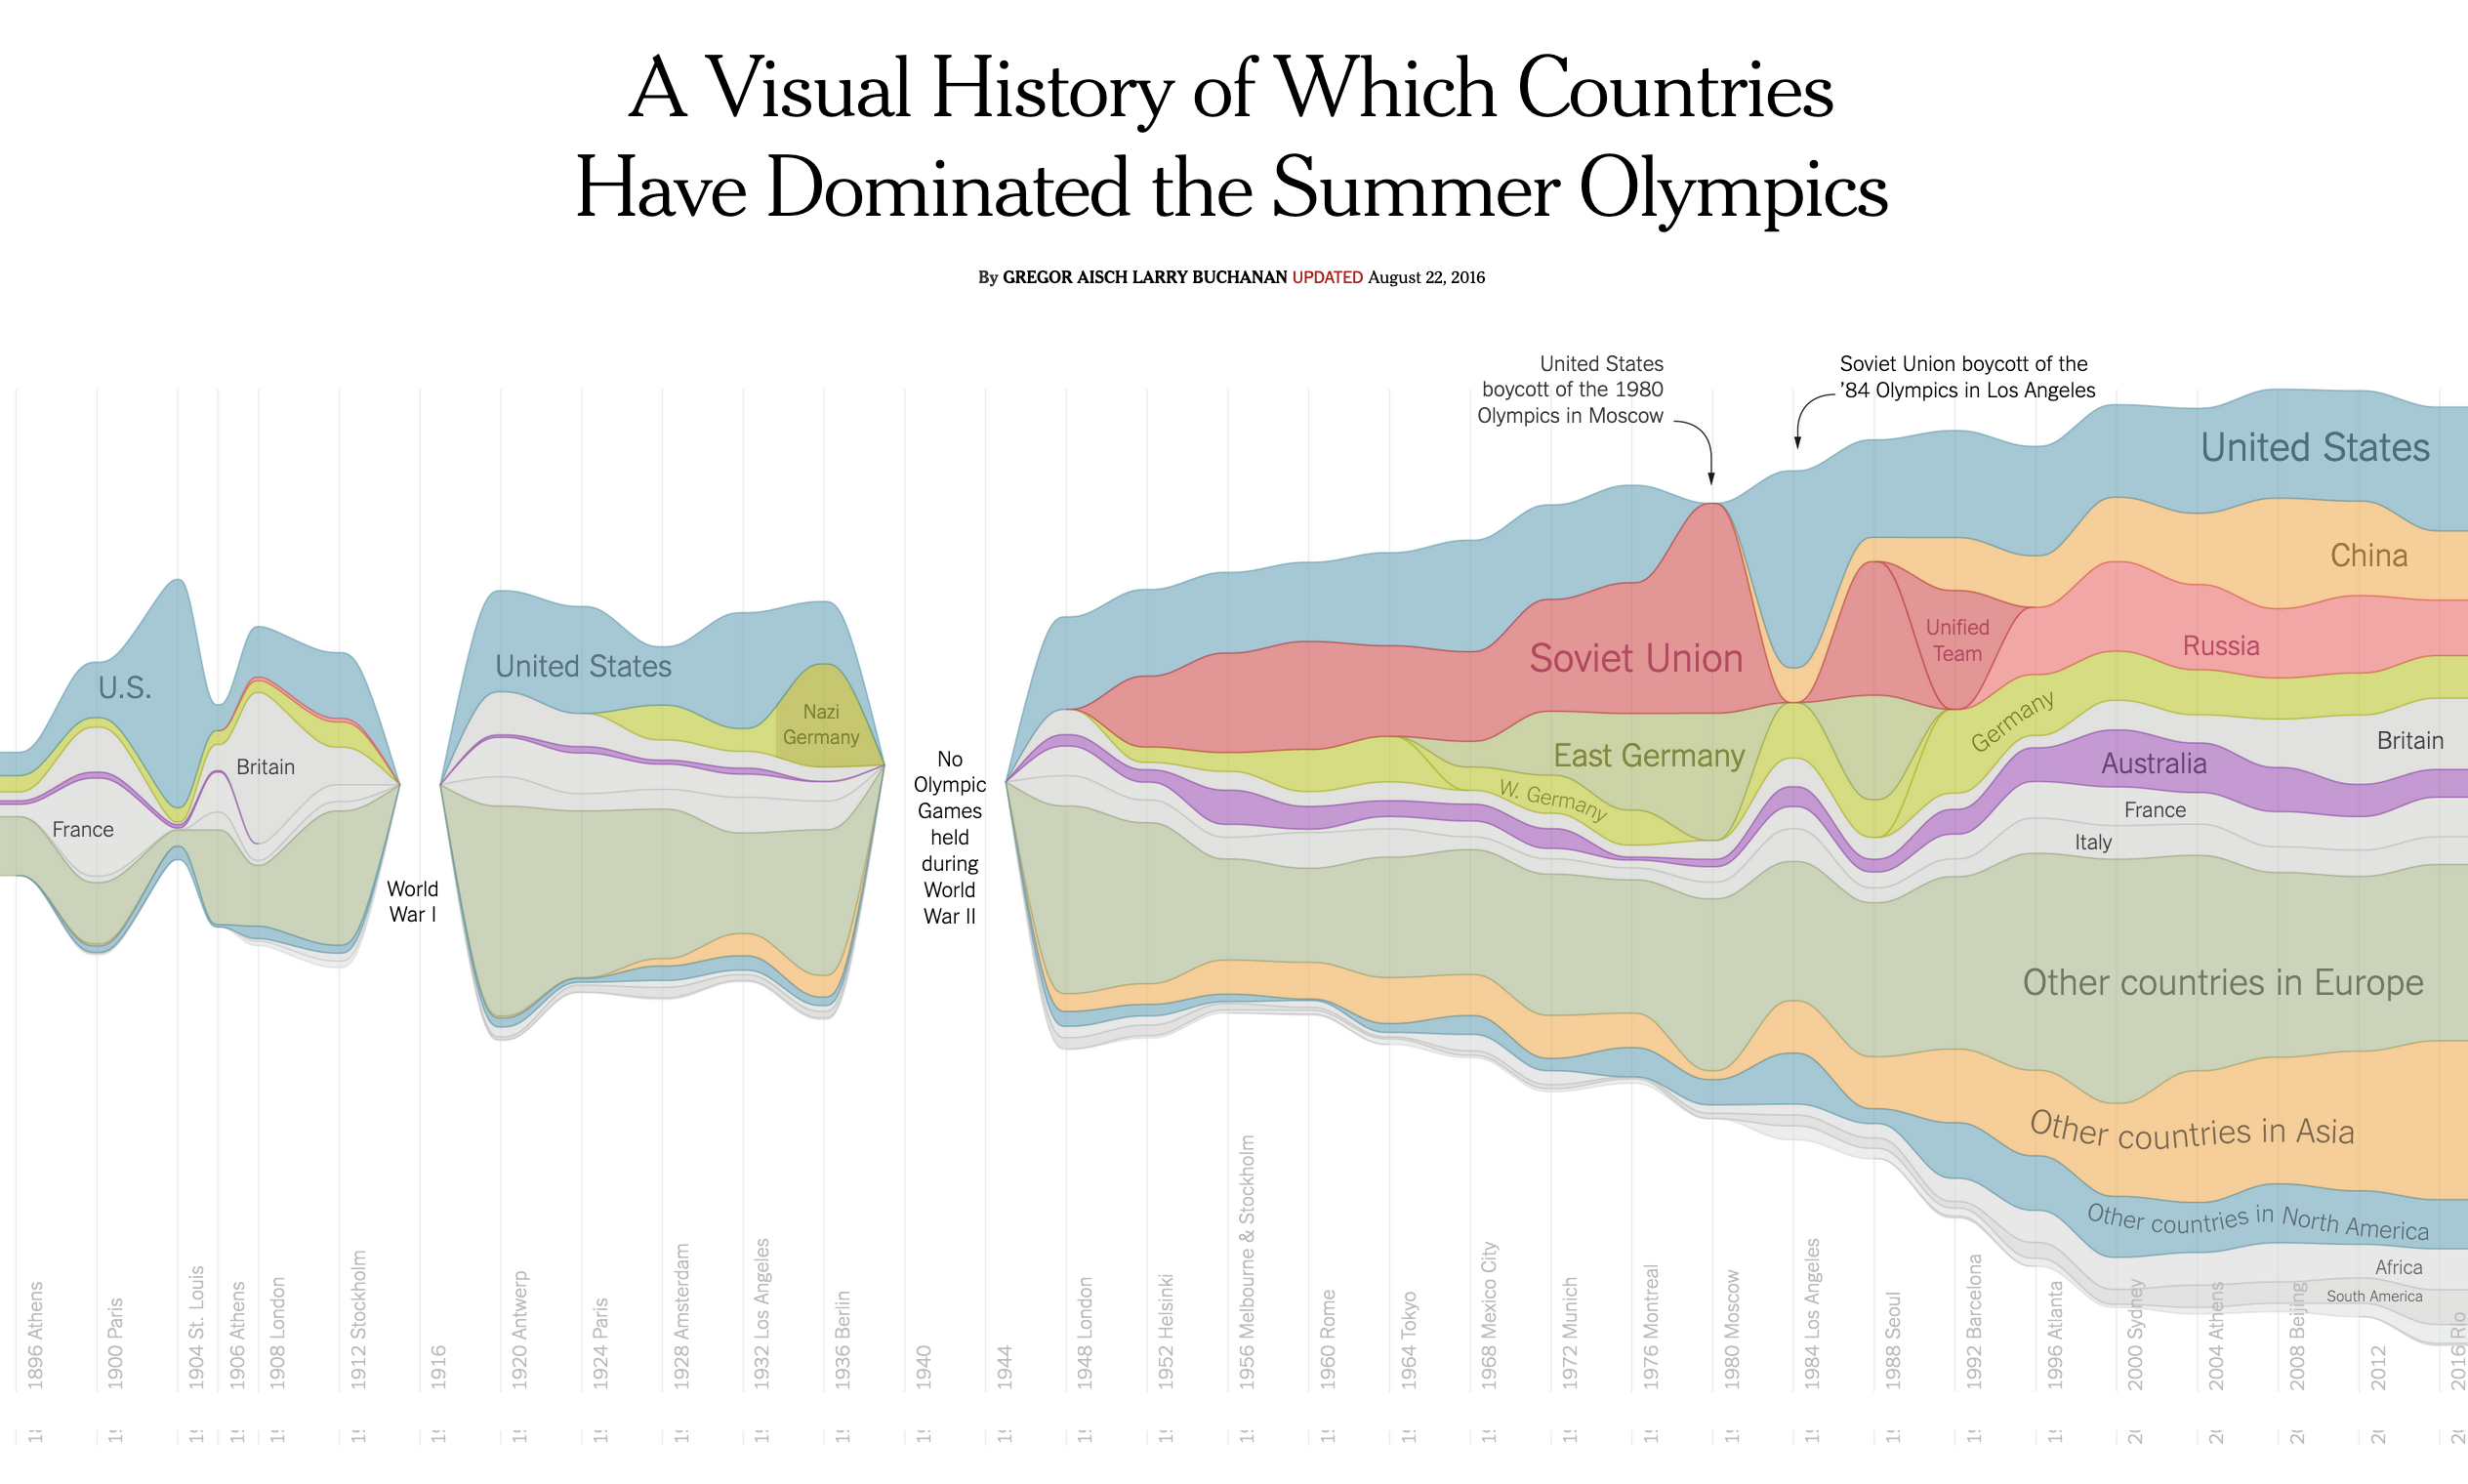 A Visual History of Which Countries
Have Dominated the Summer Olympics
By GREGOR AISCH LARRY BUCHANAN UPDATED August 22, 2016
United States
boycott of the 1980
Olympics in Moscow
Soviet Union boycott of the
’84 Olympics in Los Angeles
U.S.
Britain
France
World
War I
United States
Nazi
Germany
No
Olympic
Games
held
during
World
War II
Soviet Union
East Germany
W. Germany
Unified
Team
Germany
United States
China
Russia
Britain
Australia
France
Italy
Other countries in Europe
Other countries in Asia
Other countries in North America
Africa
South America
1896 Athens
1900 Paris
1904 St. Louis
1906 Athens
1908 London
1912 Stockholm
1916
1920 Antwerp
1924 Paris
1928 Amsterdam
1932 Los Angeles
1936 Berlin
1940
1944
1948 London
1952 Helsinki
1956 Melbourne & Stockholm
1960 Rome
1964 Tokyo
1968 Mexico City
1972 Munich
1976 Montreal
1980 Moscow
1984 Los Angeles
1988 Seoul
1992 Barcelona
1996 Atlanta
2000 Sydney
2004 Athens
2008 Beijing
2012
2016 Rio